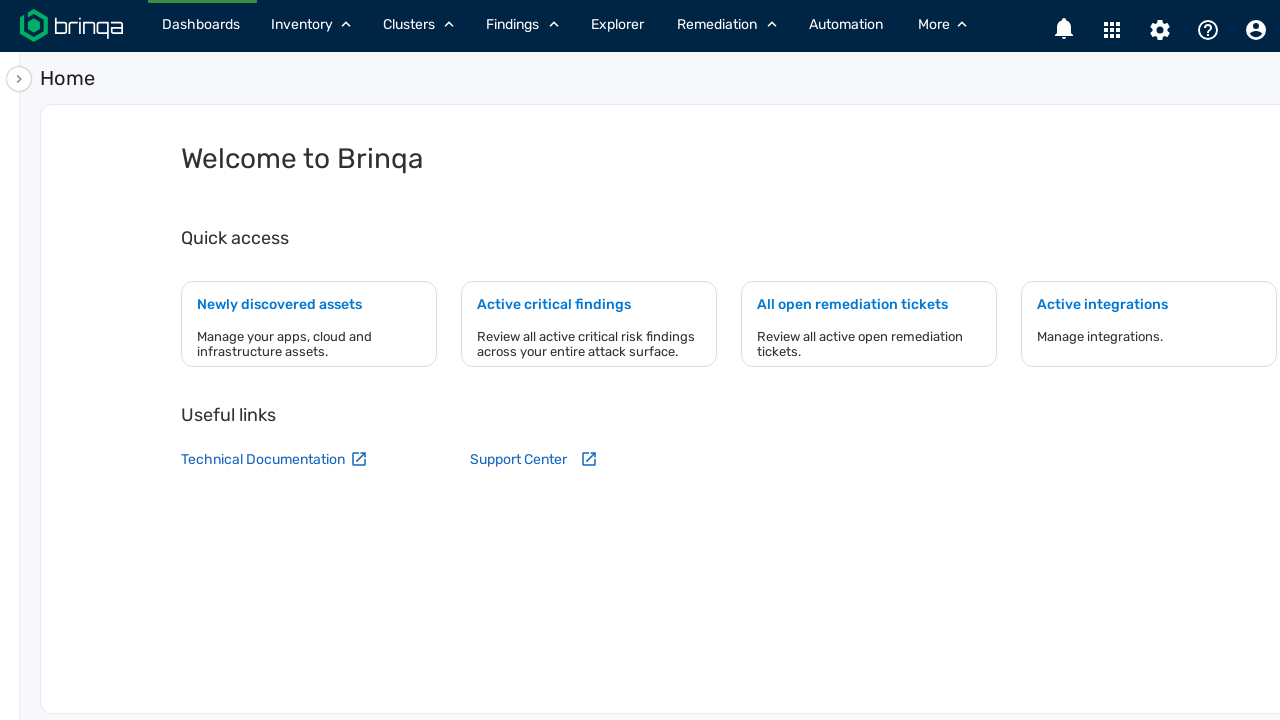 brinqa Dashboards Inventory Clusters Findings Explorer Remediation Automation More
Home
Welcome to Brinqa
Quick access
Newly discovered assets
Manage your apps, cloud and
infrastructure assets.
Active critical findings
Review all active critical risk findings
across your entire attack surface.
All open remediation tickets
Review all active open remediation
tickets.
Active integrations
Manage integrations.
Useful links
Technical Documentation Support Center